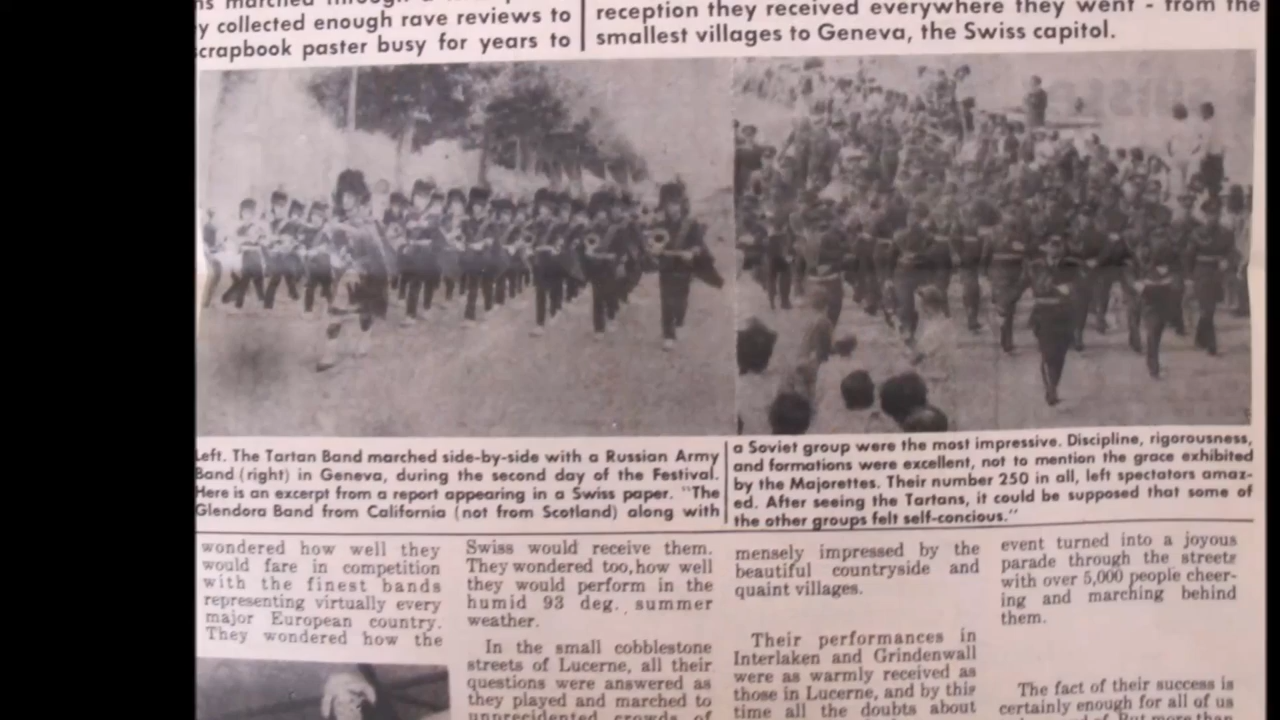 y collected enough rave reviews to
crapbook paster busy for years to
reception they received everywhere they went - from the
smallest villages to Geneva, the Swiss capitol.
Left. The Tartan Band marched side-by-side with a Russian Army
Band (right) in Geneva, during the second day of the Festival.
Here is an excerpt from a report appearing in a Swiss paper. "The
Glendora Band from California (not from Scotland) along with
a Soviet group were the most impressive. Discipline, rigorousness,
and formations were excellent, not to mention the grace exhibited
by the Majorettes. Their number 250 in all, left spectators amaz-
ed. After seeing the Tartans, it could be supposed that some of
the other groups felt self-concious."
wondered how well they
would fare in competition
with the finest bands
representing virtually every
major European country.
They wondered how the
Swiss would receive them.
They wondered too, how well
they would perform in the
humid 93 deg. summer
weather.
In the small cobblestone
streets of Lucerne, all their
questions were answered as
they played and marched to
unprecidented crowds of
mensely impressed by the
beautiful countryside and
quaint villages.
Their performances in
Interlaken and Grindenwall
were as warmly received as
those in Lucerne, and by this
time all the doubts about
event turned into a joyous
parade through the streets
with over 5,000 people cheer-
ing and marching behind
them.
The fact of their success is
certainly enough for all of us